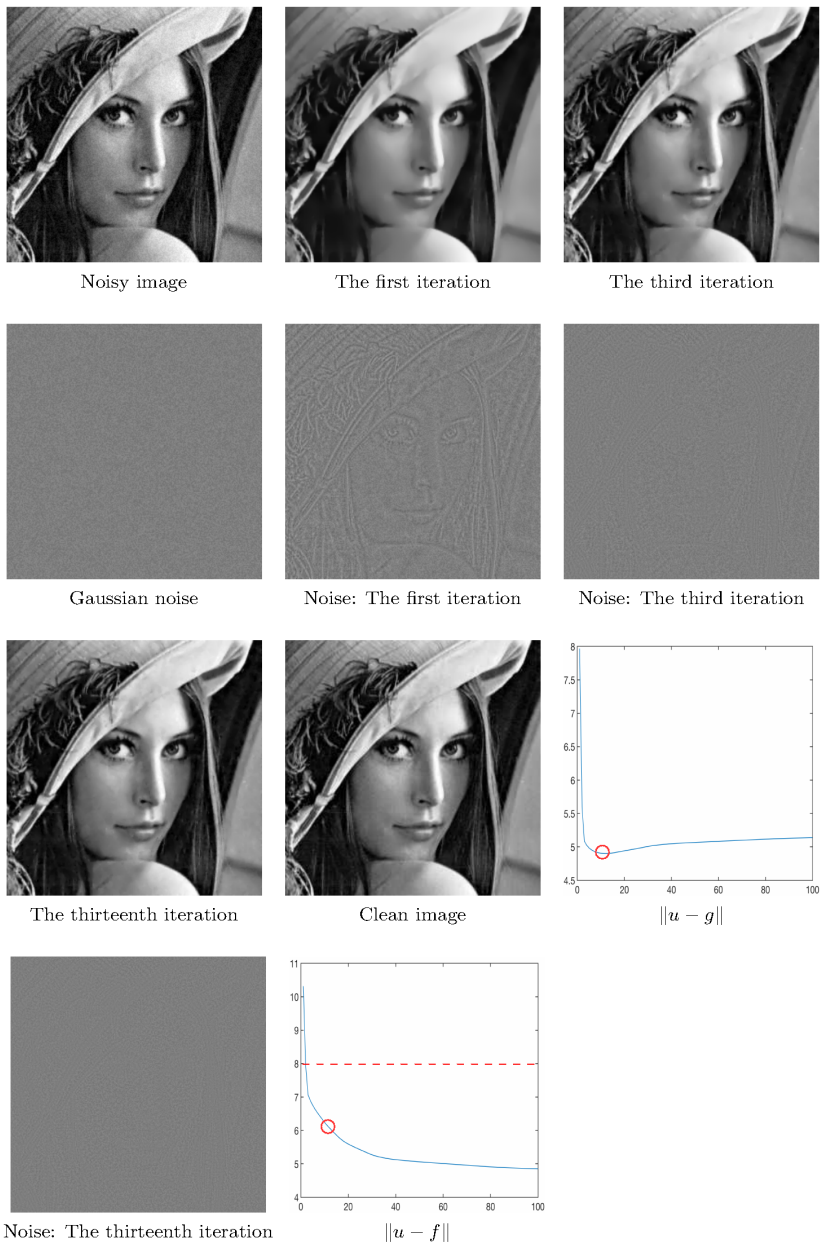 Noisy image
The first iteration
The third iteration
Gaussian noise
Noise: The first iteration
Noise: The third iteration
8
7.5
7
6.5
6
5.5
5
4.5
0 20 40 60 80 100
The thirteenth iteration
Clean image
‖u − g‖
11
10
9
8
7
6
5
4
0 20 40 60 80 100
Noise: The thirteenth iteration
‖u − f‖